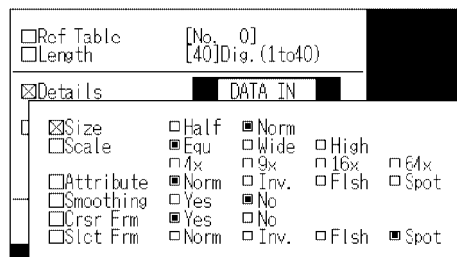 Ref Table [No. 0]
Length [40]Dig.(1to40)
Details DATA IN
Size Half Norm
Scale Equ Wide High
4x 9x 16x 64x
Attribute Norm Inv. Flsh Spot
Smoothing Yes No
Crsr Frm Yes No
Slct Frm Norm Inv. Flsh Spot